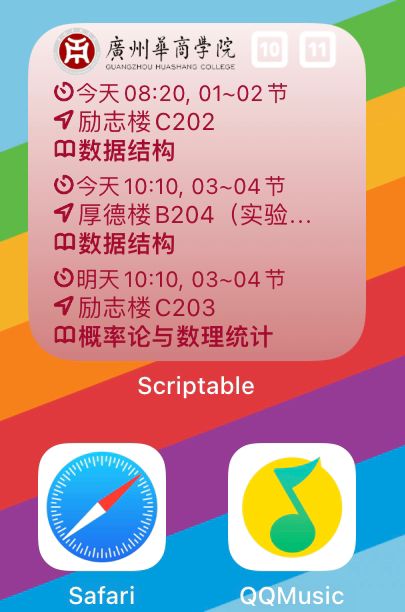 廣州華商学院 10 11
GUANGZHOU HUASHANG COLLEGE
今天 08:20, 01~02 节
励志楼 C202
数据结构
今天 10:10, 03~04 节
厚德楼 B204（实验...
数据结构
明天 10:10, 03~04 节
励志楼 C203
概率论与数理统计
Scriptable
Safari QQMusic